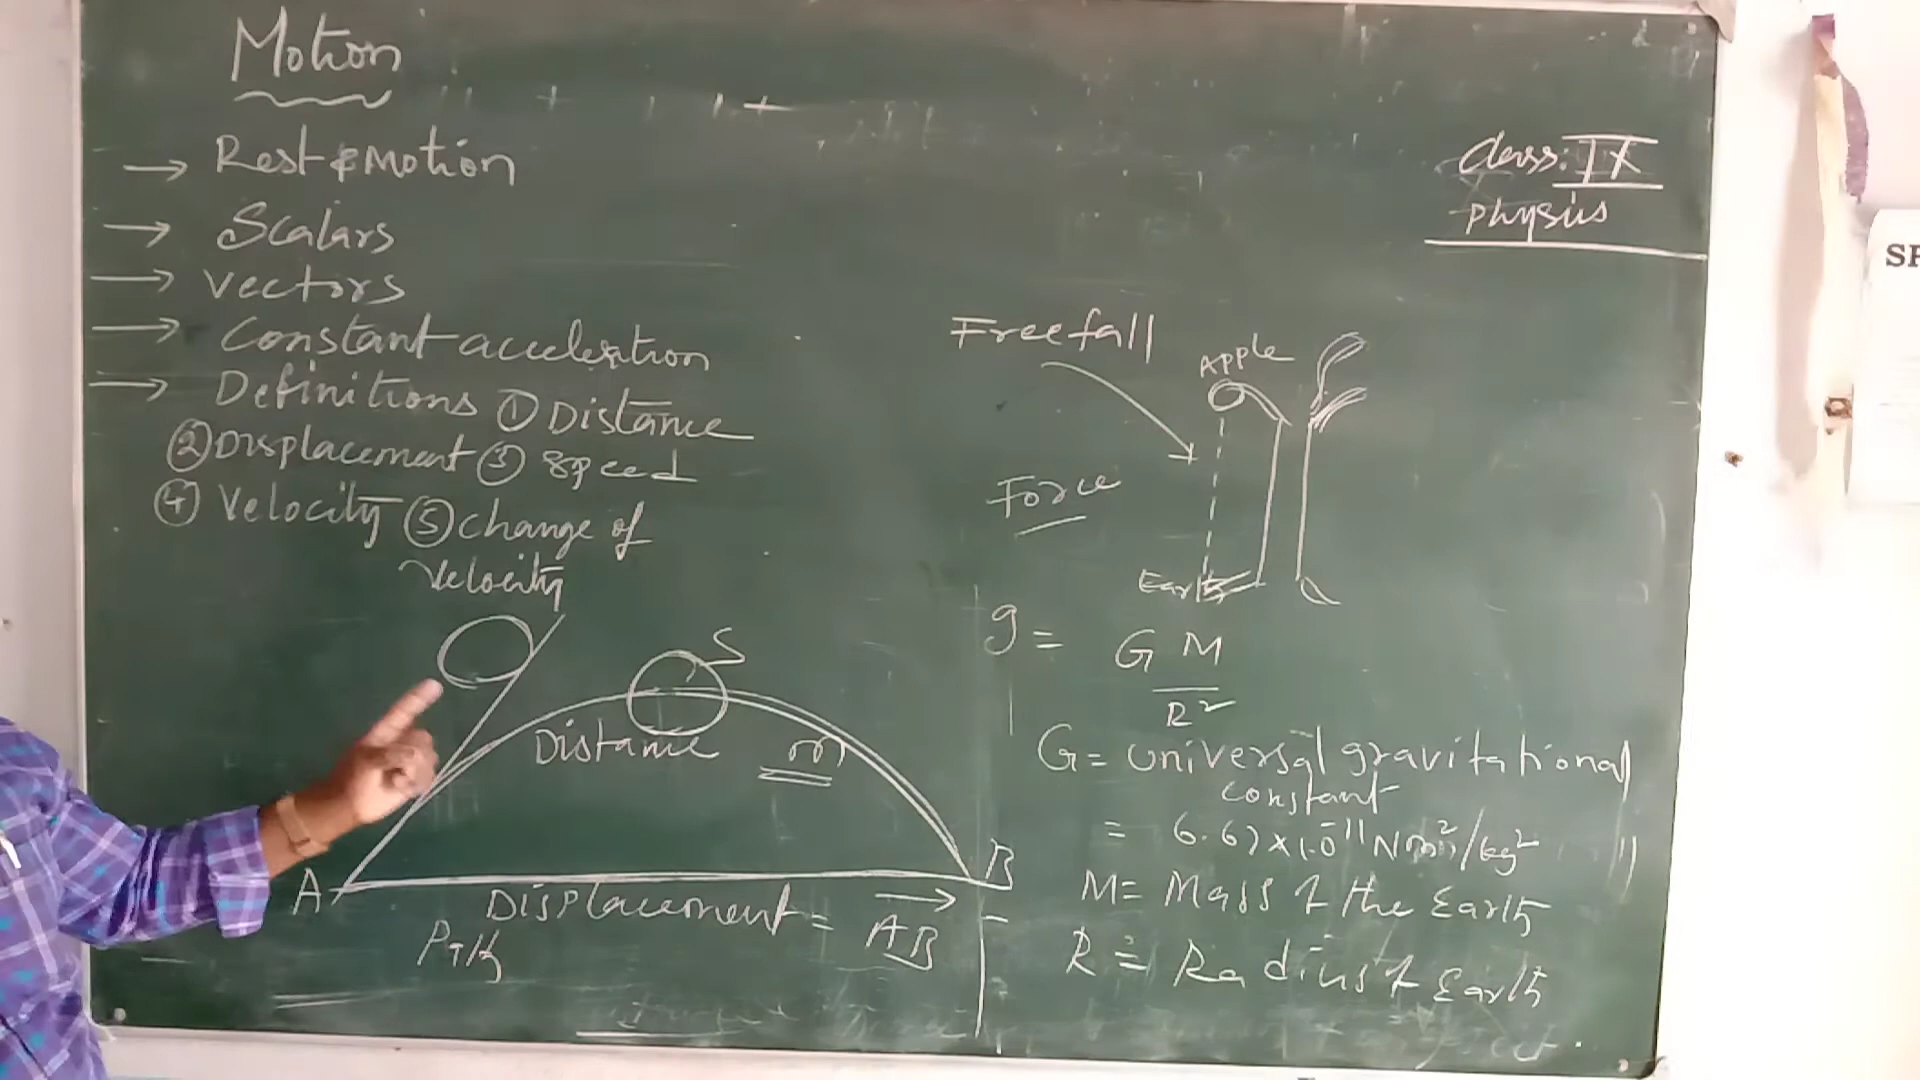 Motion
→ Rest & Motion
→ Scalars
→ Vectors
→ Constant acceleration
→ Definitions ① Distance
② Displacement ③ Speed
④ Velocity ⑤ change of
velocity
S
Distance m
A B
Displacement = AB
Path
Class: IX
Physics
Free fall
Apple
Force
Earth
g = G M
R²
G = Universal gravitational
constant
= 6.67 × 10⁻¹¹ Nm²/kg²
M = Mass of the Earth
R = Radius of Earth
SP